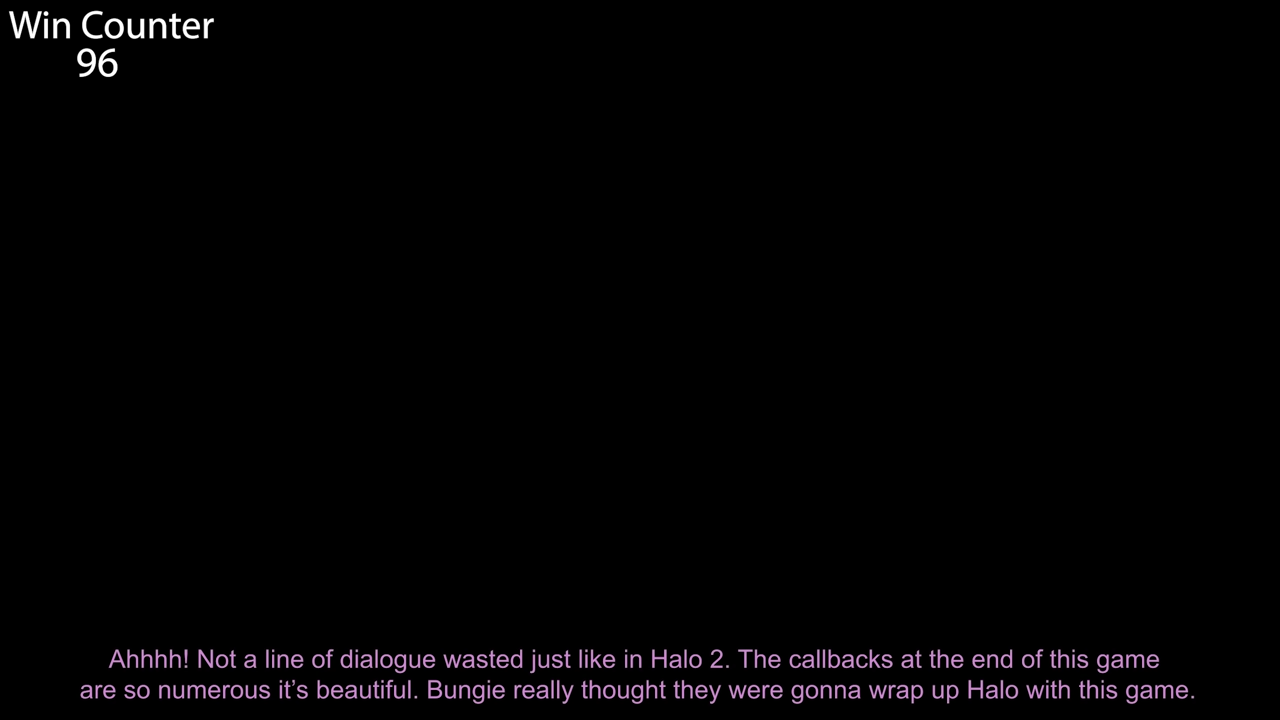 Win Counter
96
Ahhhh! Not a line of dialogue wasted just like in Halo 2. The callbacks at the end of this game
are so numerous it’s beautiful. Bungie really thought they were gonna wrap up Halo with this game.